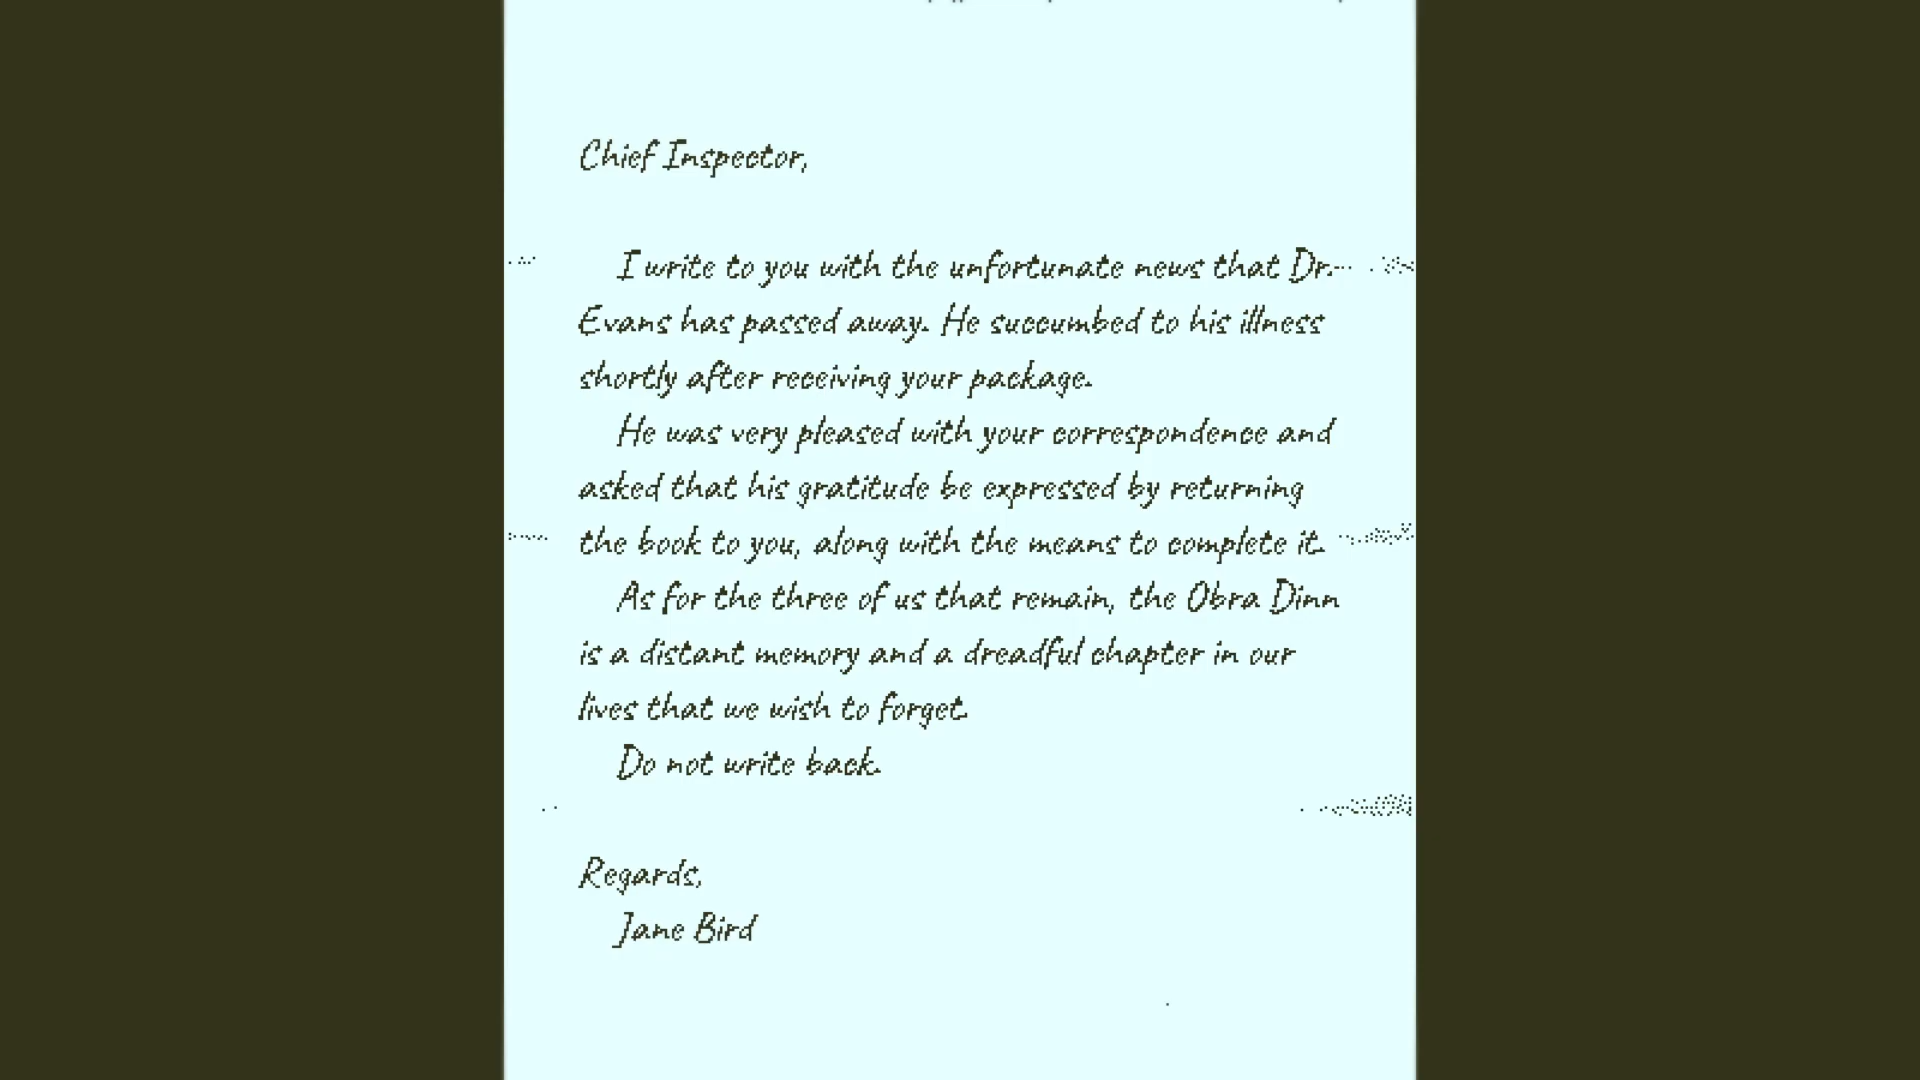 Chief Inspector,
I write to you with the unfortunate news that Dr.
Evans has passed away. He succumbed to his illness
shortly after receiving your package.
He was very pleased with your correspondence and
asked that his gratitude be expressed by returning
the book to you, along with the means to complete it.
As for the three of us that remain, the Obra Dinn
is a distant memory and a dreadful chapter in our
lives that we wish to forget.
Do not write back.
Regards,
Jane Bird